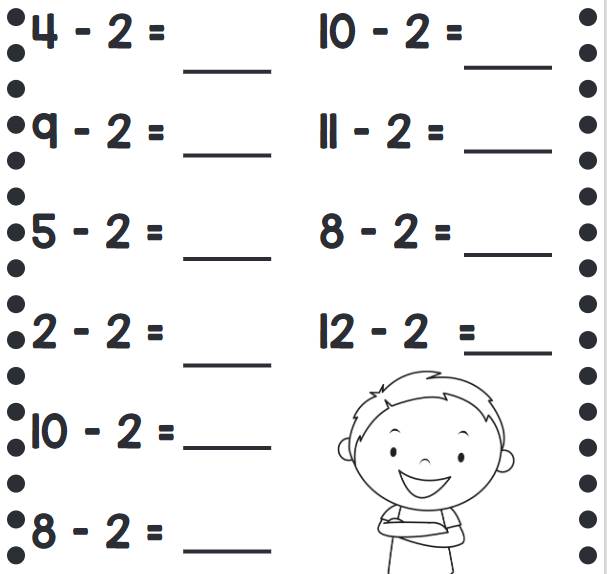 4 - 2 = ____
9 - 2 = ____
5 - 2 = ____
2 - 2 = ____
10 - 2 = ____
8 - 2 = ____
10 - 2 = ____
11 - 2 = ____
8 - 2 = ____
12 - 2 = ____